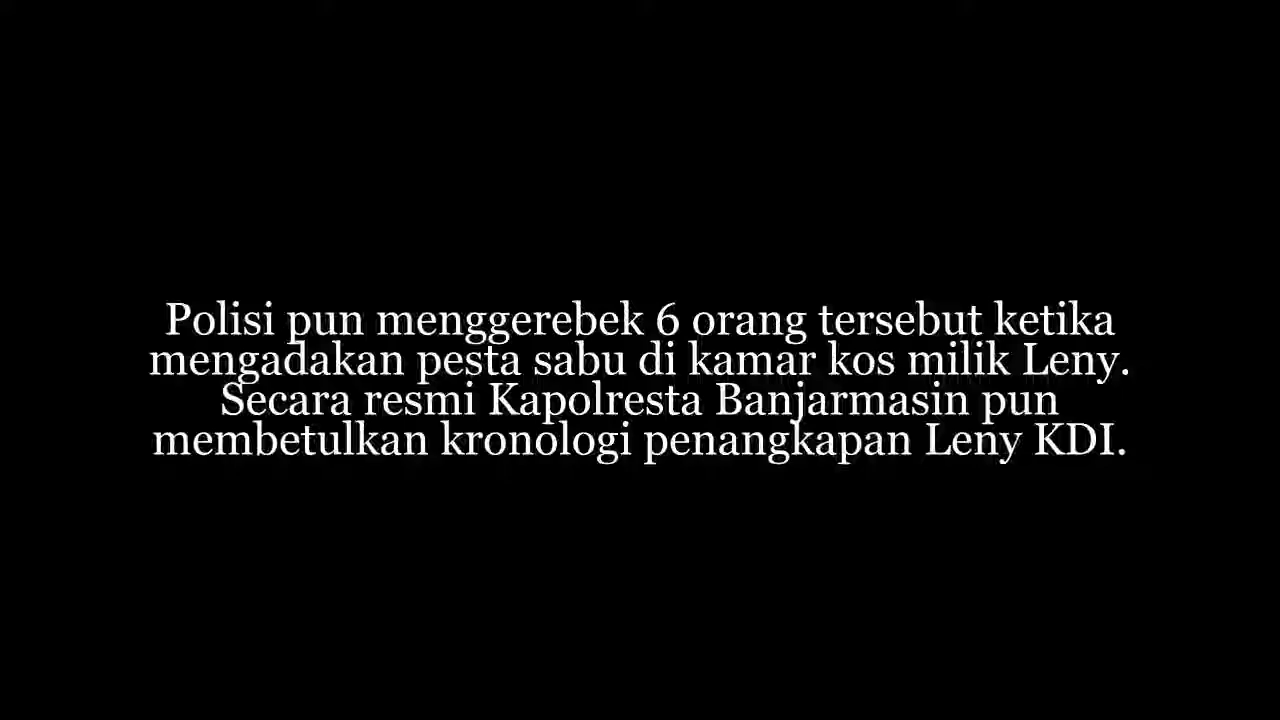 Polisi pun menggerebek 6 orang tersebut ketika
mengadakan pesta sabu di kamar kos milik Leny.
Secara resmi Kapolresta Banjarmasin pun
membetulkan kronologi penangkapan Leny KDI.